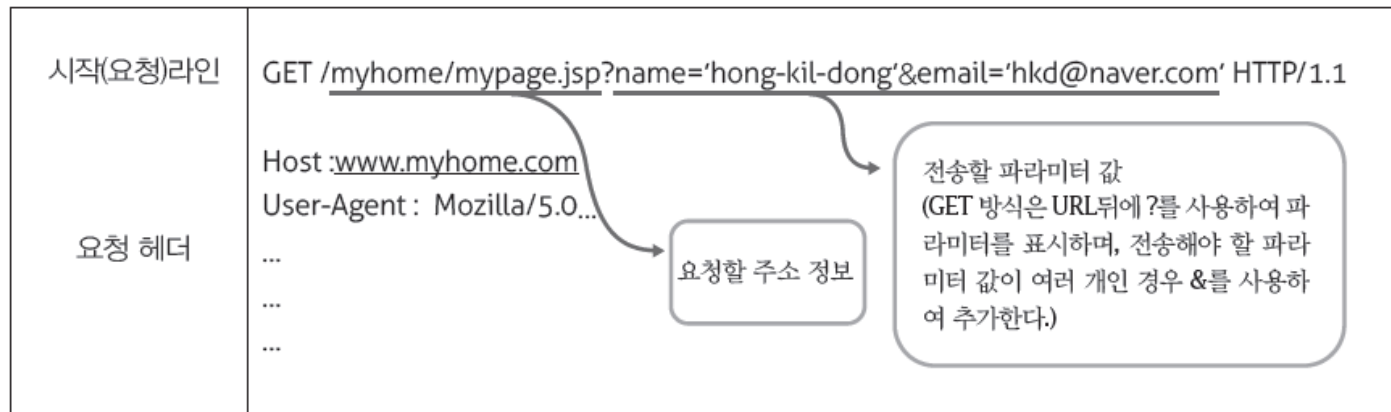 시작(요청)라인
GET /myhome/mypage.jsp?name='hong-kil-dong'&email='hkd@naver.com' HTTP/1.1
요청 헤더
Host :www.myhome.com
User-Agent : Mozilla/5.0...
...
...
...
요청할 주소 정보
전송할 파라미터 값
(GET 방식은 URL뒤에 ?를 사용하여 파
라미터를 표시하며, 전송해야 할 파라
미터 값이 여러 개인 경우 &를 사용하
여 추가한다.)